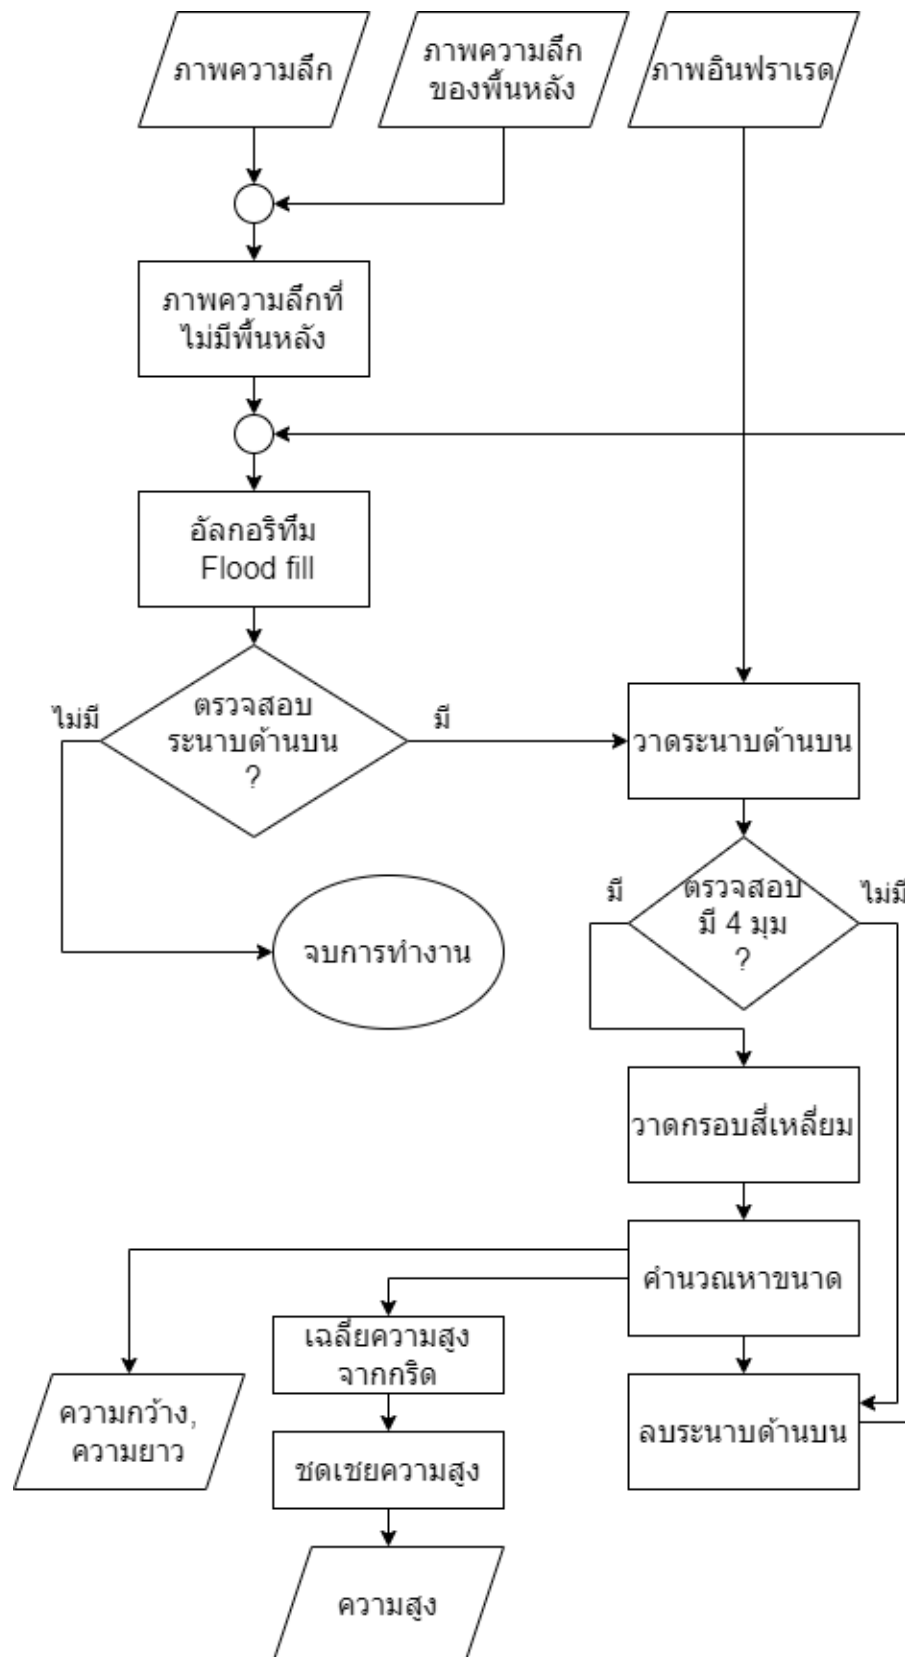 ภาพความลึก
ภาพความลึก
ของพื้นหลัง
ภาพอินฟราเรด
ภาพความลึกที่
ไม่มีพื้นหลัง
อัลกอริทึม
Flood fill
ไม่มี
ตรวจสอบ
ระนาบด้านบน
?
มี
วาดระนาบด้านบน
มี
ตรวจสอบ
มี 4 มุม
?
ไม่มี
จบการทำงาน
วาดกรอบสี่เหลี่ยม
คำนวณหาขนาด
เฉลี่ยความสูง
จากกริด
ความกว้าง,
ความยาว
ลบระนาบด้านบน
ชดเชยความสูง
ความสูง